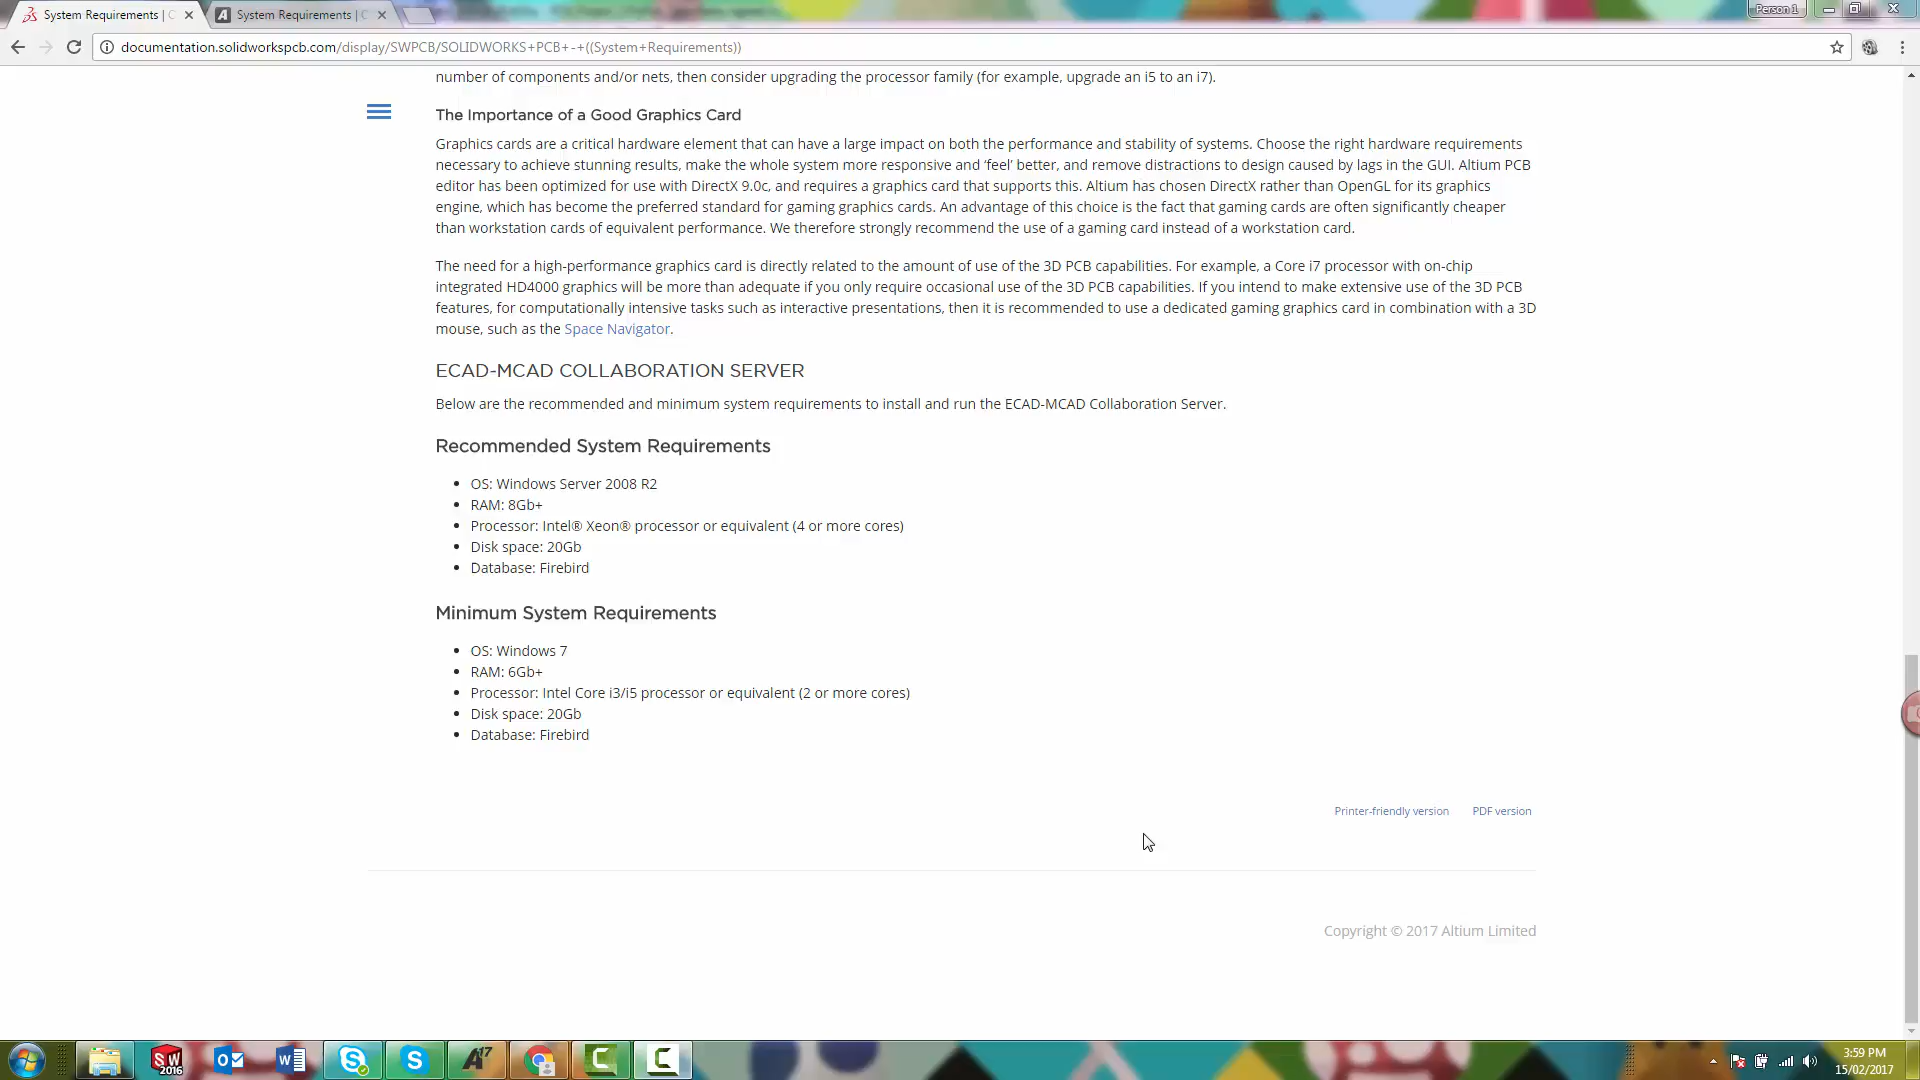 System Requirements | C
System Requirements | C
Person 1
documentation.solidworkspcb.com/display/SWPCB/SOLIDWORKS+PCB+-+((System+Requirements))
number of components and/or nets, then consider upgrading the processor family (for example, upgrade an i5 to an i7).
The Importance of a Good Graphics Card
Graphics cards are a critical hardware element that can have a large impact on both the performance and stability of systems. Choose the right hardware requirements
necessary to achieve stunning results, make the whole system more responsive and ‘feel’ better, and remove distractions to design caused by lags in the GUI. Altium PCB
editor has been optimized for use with DirectX 9.0c, and requires a graphics card that supports this. Altium has chosen DirectX rather than OpenGL for its graphics
engine, which has become the preferred standard for gaming graphics cards. An advantage of this choice is the fact that gaming cards are often significantly cheaper
than workstation cards of equivalent performance. We therefore strongly recommend the use of a gaming card instead of a workstation card.
The need for a high-performance graphics card is directly related to the amount of use of the 3D PCB capabilities. For example, a Core i7 processor with on-chip
integrated HD4000 graphics will be more than adequate if you only require occasional use of the 3D PCB capabilities. If you intend to make extensive use of the 3D PCB
features, for computationally intensive tasks such as interactive presentations, then it is recommended to use a dedicated gaming graphics card in combination with a 3D
mouse, such as the Space Navigator.
ECAD-MCAD COLLABORATION SERVER
Below are the recommended and minimum system requirements to install and run the ECAD-MCAD Collaboration Server.
Recommended System Requirements
• OS: Windows Server 2008 R2
• RAM: 8Gb+
• Processor: Intel® Xeon® processor or equivalent (4 or more cores)
• Disk space: 20Gb
• Database: Firebird
Minimum System Requirements
• OS: Windows 7
• RAM: 6Gb+
• Processor: Intel Core i3/i5 processor or equivalent (2 or more cores)
• Disk space: 20Gb
• Database: Firebird
Printer-friendly version PDF version
Copyright © 2017 Altium Limited
SW
2016
A17
3:59 PM
15/02/2017